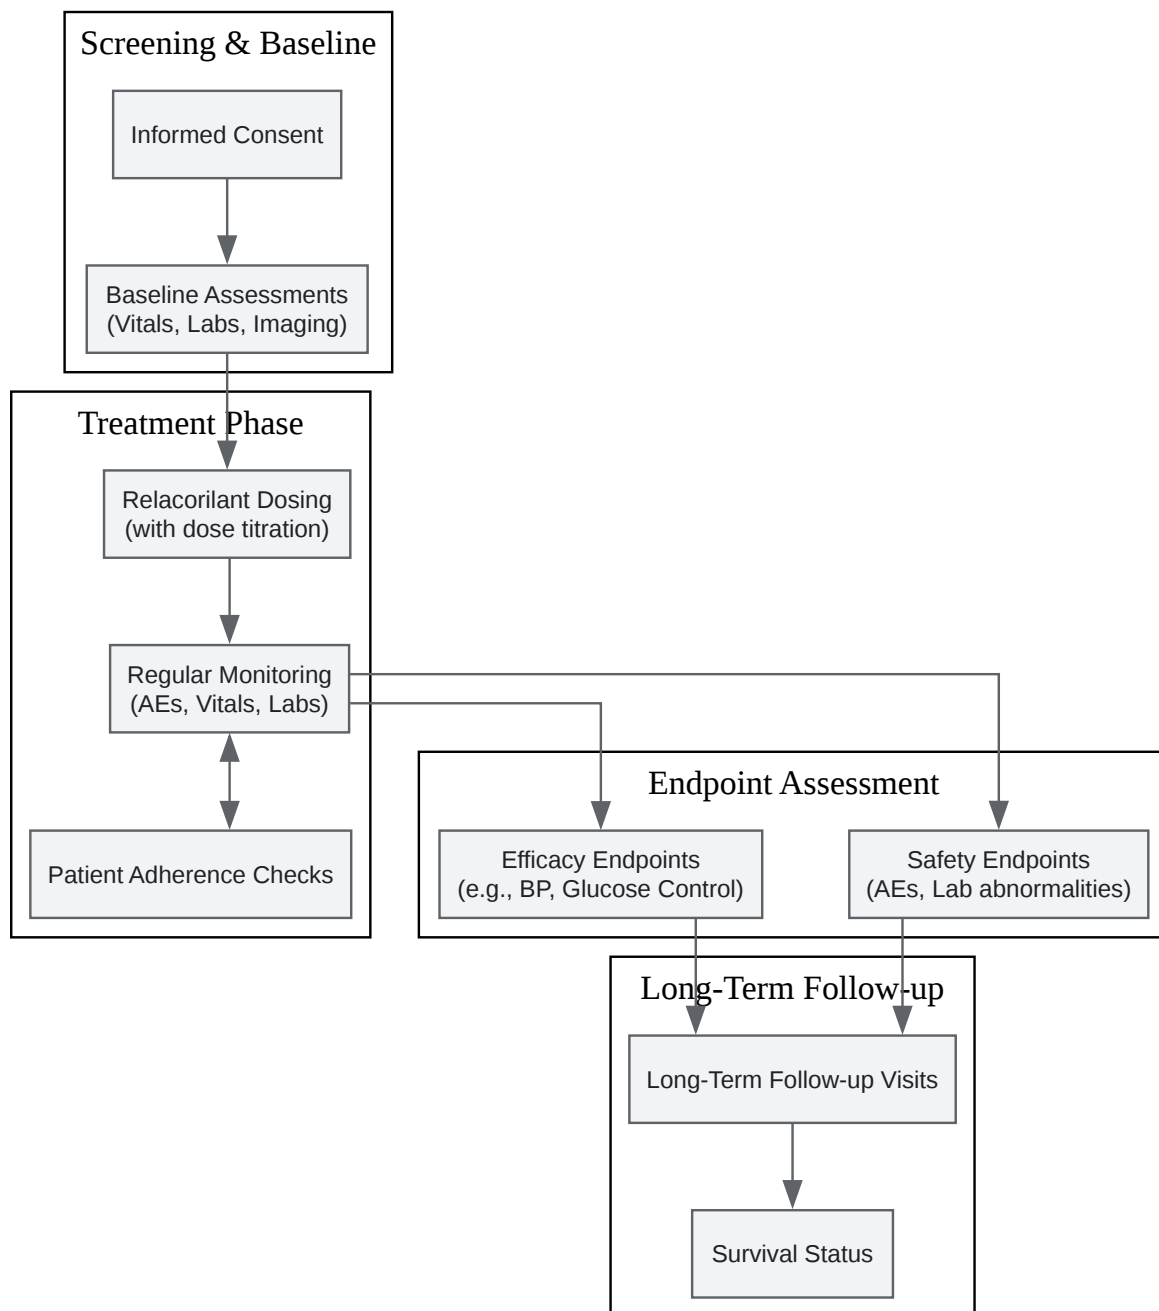 Screening & Baseline
Informed Consent
Baseline Assessments
(Vitals, Labs, Imaging)
Treatment Phase
Relacorilant Dosing
(with dose titration)
Regular Monitoring
(AEs, Vitals, Labs)
Patient Adherence Checks
Endpoint Assessment
Efficacy Endpoints
(e.g., BP, Glucose Control)
Safety Endpoints
(AEs, Lab abnormalities)
Long-Term Follow-up
Long-Term Follow-up Visits
Survival Status